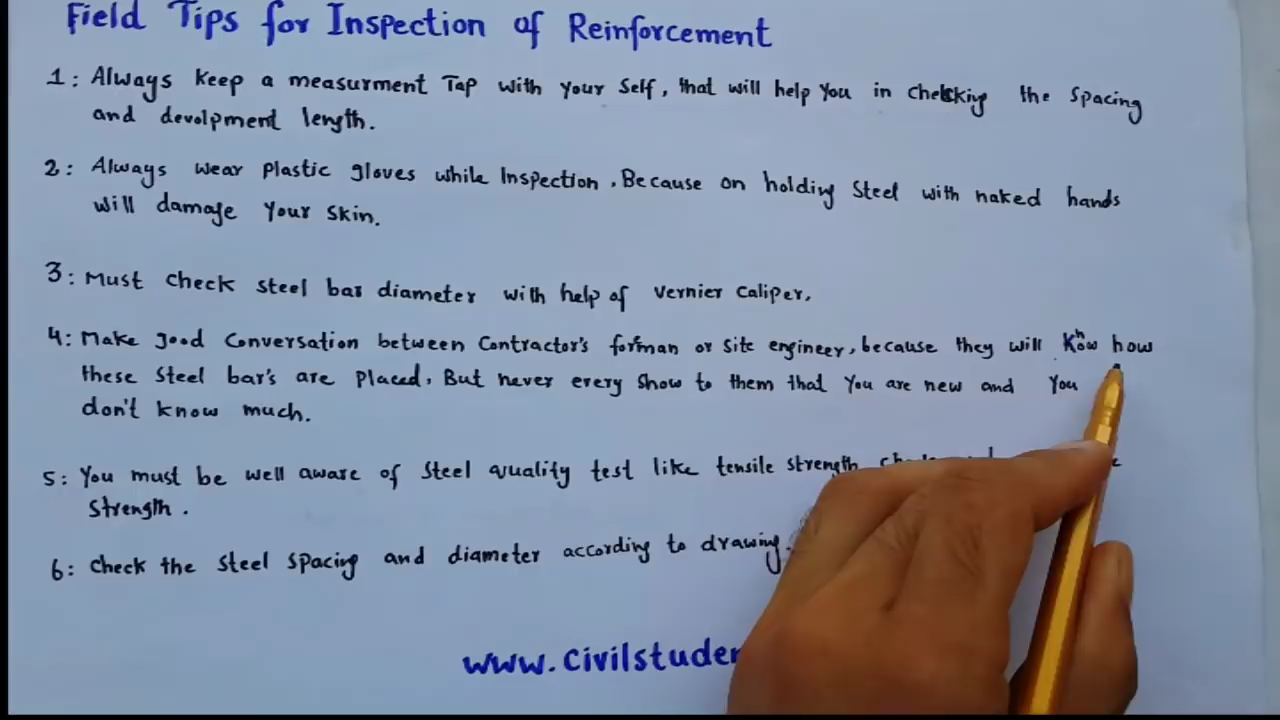 Field Tips for Inspection of Reinforcement
1: Always keep a measurment Tap with your self, that will help you in checking the spacing
and devolpment length.
2: Always wear plastic gloves while Inspection. Because on holding Steel with naked hands
will damage your skin.
3: Must check steel bar diameter with help of vernier caliper.
4: Make good conversation between contractor's forman or site engineer, because they will know how
these steel bar's are placed. But never every show to them that you are new and you
don't know much.
5: You must be well aware of steel quality test like tensile strength
strength.
6: check the steel spacing and diameter according to drawing.
www.civilstuden